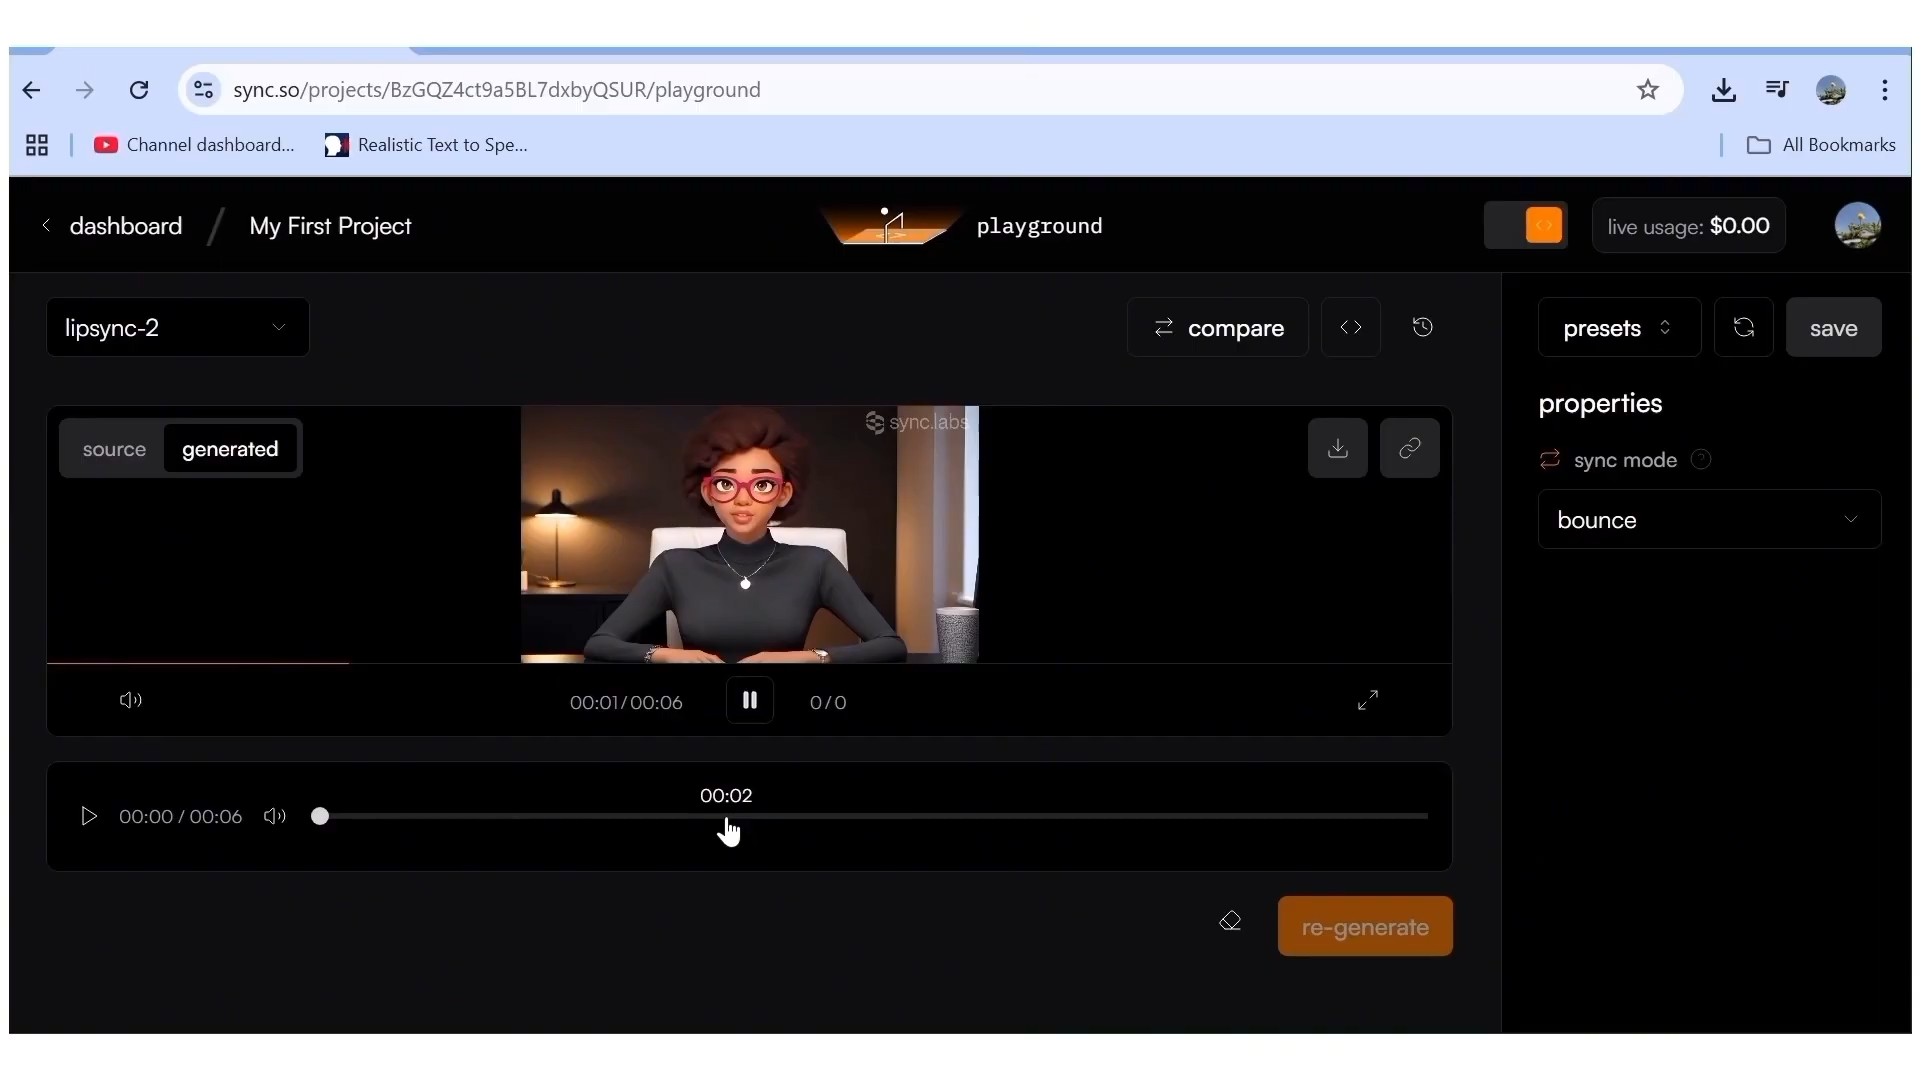 sync.so/projects/BzGQZ4ct9a5BL7dxbyQSUR/playground
Channel dashboard...
Realistic Text to Spe...
All Bookmarks
dashboard / My First Project
playground
live usage: $0.00
lipsync-2
compare
presets
save
source
generated
sync.labs
properties
sync mode
bounce
00:01/00:06
0/0
00:02
00:00 / 00:06
re-generate